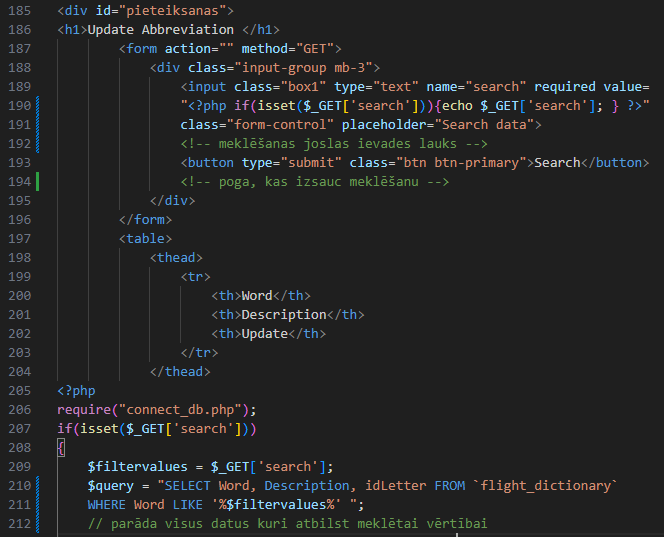 185 <div id="pieteiksanas">
186 <h1>Update Abbreviation </h1>
187 <form action="" method="GET">
188 <div class="input-group mb-3">
189 <input class="box1" type="text" name="search" required value=
190 "<?php if(isset($_GET['search'])){echo $_GET['search']; } ?>"
191 class="form-control" placeholder="Search data">
192 <!-- meklēšanas joslas ievades lauks -->
193 <button type="submit" class="btn btn-primary">Search</button>
194 <!-- poga, kas izsauc meklēšanu -->
195 </div>
196 </form>
197 <table>
198 <thead>
199 <tr>
200 <th>Word</th>
201 <th>Description</th>
202 <th>Update</th>
203 </tr>
204 </thead>
205 <?php
206 require("connect_db.php");
207 if(isset($_GET['search']))
208 {
209 $filtervalues = $_GET['search'];
210 $query = "SELECT Word, Description, idLetter FROM `flight_dictionary`
211 WHERE Word LIKE '%$filtervalues%' ";
212 // parāda visus datus kuri atbilst meklētai vērtībai